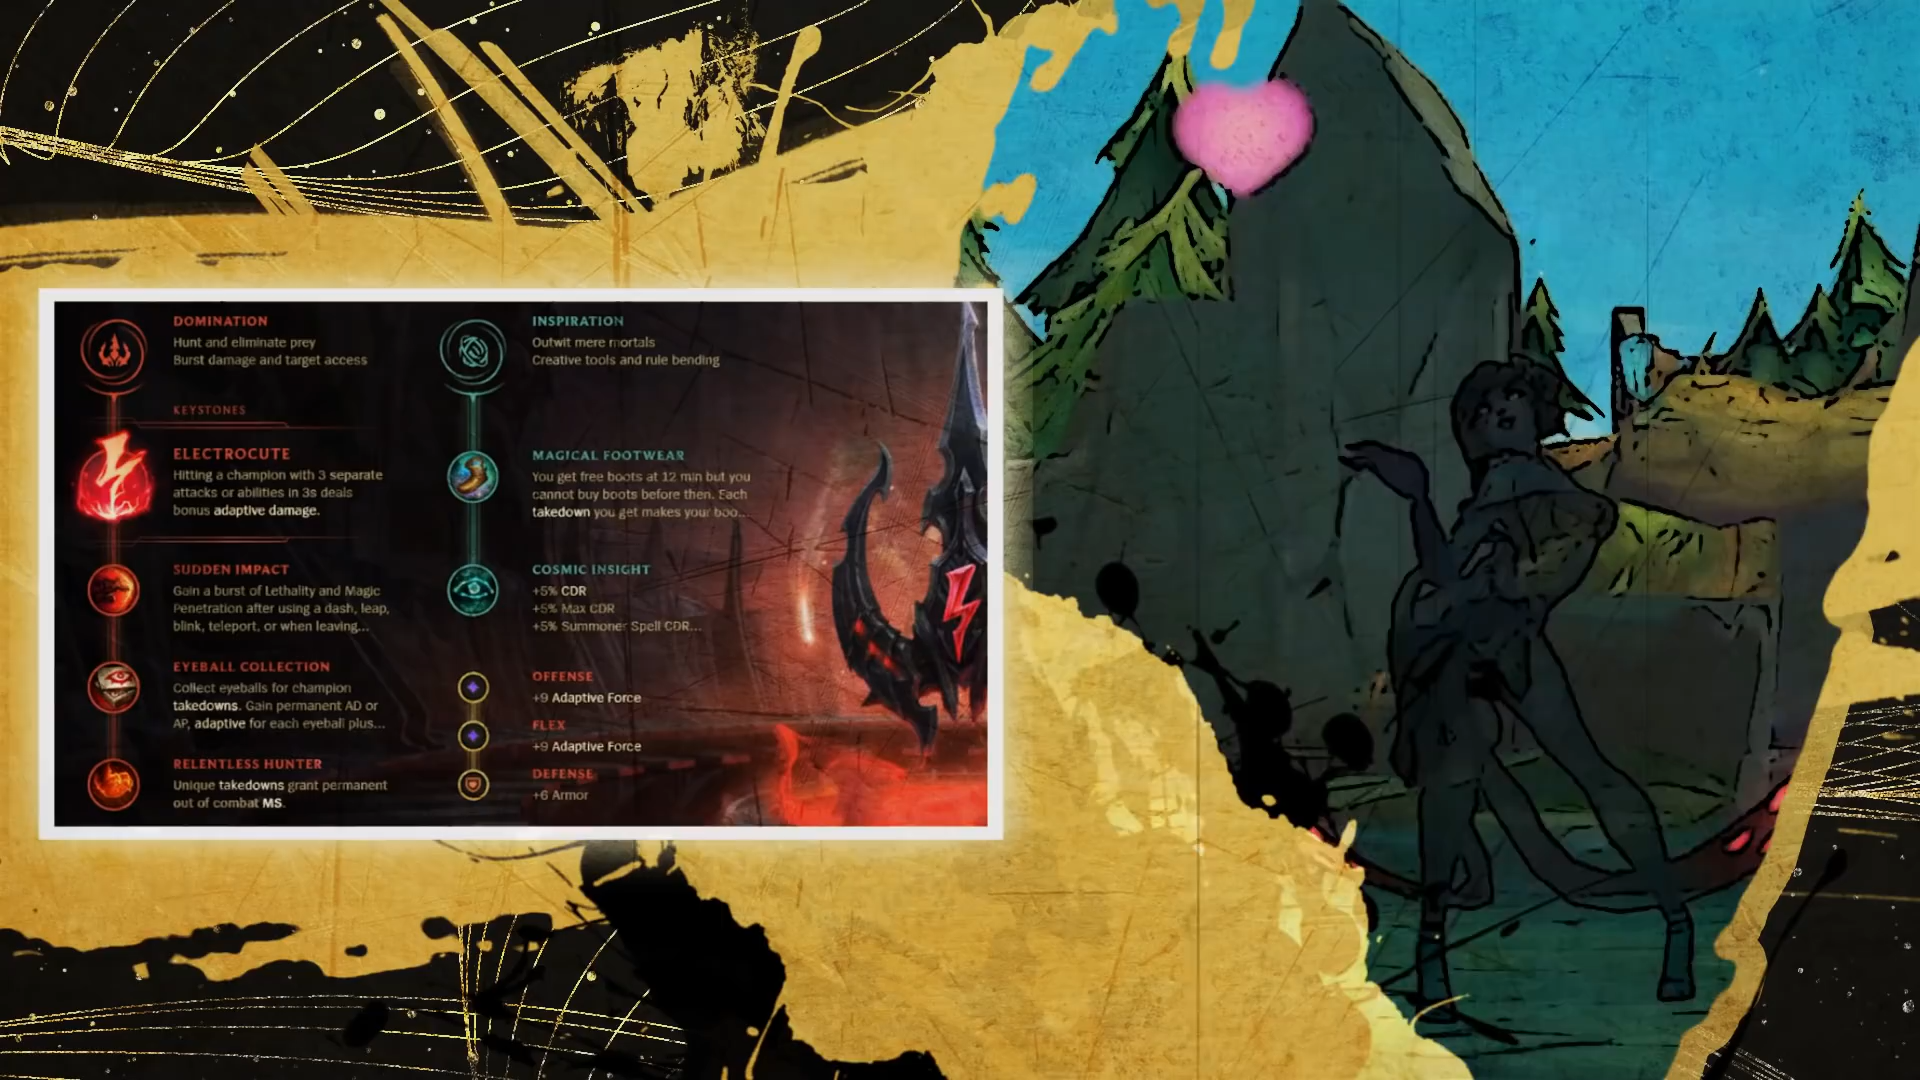 DOMINATION
Hunt and eliminate prey
Burst damage and target access
KEYSTONES
ELECTROCUTE
Hitting a champion with 3 separate
attacks or abilities in 3s deals
bonus adaptive damage.
SUDDEN IMPACT
Gain a burst of Lethality and Magic
Penetration after using a dash, leap,
blink, teleport, or when leaving...
EYEBALL COLLECTION
Collect eyeballs for champion
takedowns. Gain permanent AD or
AP, adaptive for each eyeball plus...
RELENTLESS HUNTER
Unique takedowns grant permanent
out of combat MS.
INSPIRATION
Outwit mere mortals
Creative tools and rule bending
MAGICAL FOOTWEAR
You get free boots at 12 min but you
cannot buy boots before then. Each
takedown you get makes your boo...
COSMIC INSIGHT
+5% CDR
+5% Max CDR
+5% Summoner Spell CDR...
OFFENSE
+9 Adaptive Force
FLEX
+9 Adaptive Force
DEFENSE
+6 Armor